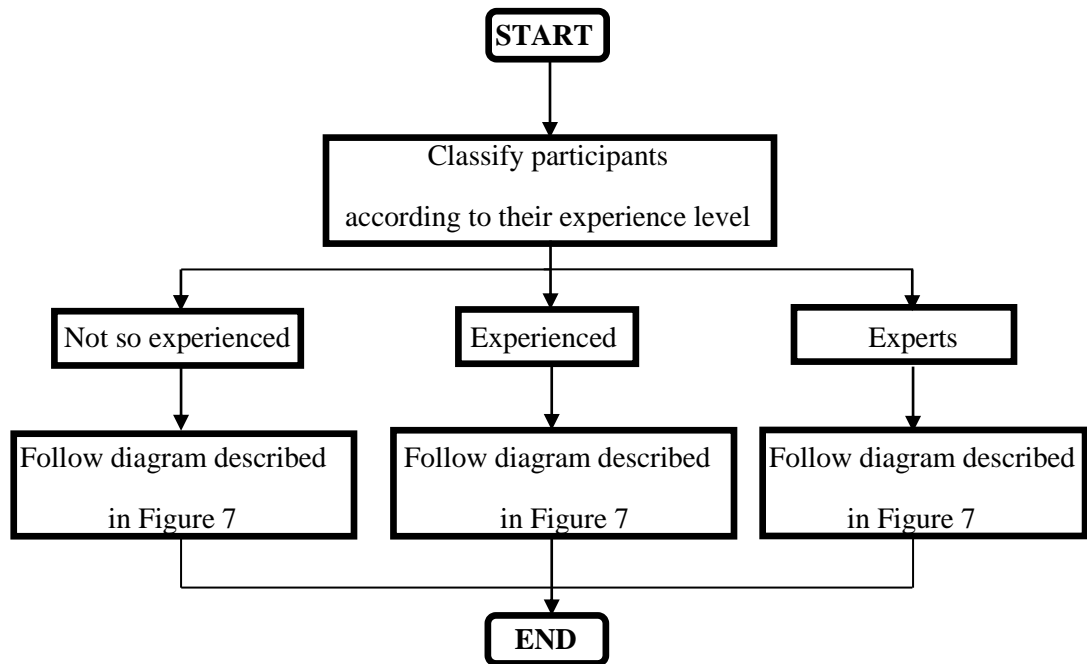 START
Classify participants
according to their experience level
Not so experienced
Experienced
Experts
Follow diagram described
in Figure 7
Follow diagram described
in Figure 7
Follow diagram described
in Figure 7
END